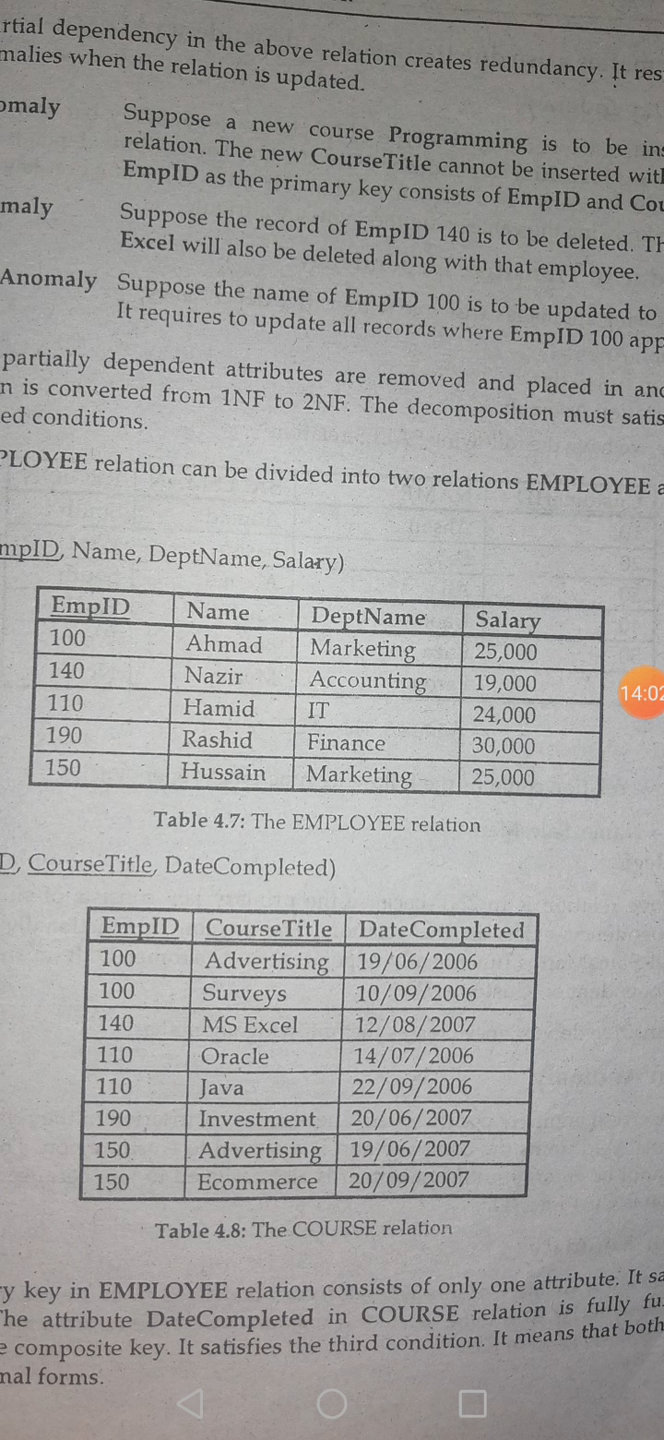 rtial dependency in the above relation creates redundancy. It res
malies when the relation is updated.
omaly Suppose a new course Programming is to be ins
relation. The new CourseTitle cannot be inserted with
EmpID as the primary key consists of EmpID and Cou
maly Suppose the record of EmpID 140 is to be deleted. Th
Excel will also be deleted along with that employee.
Anomaly Suppose the name of EmpID 100 is to be updated to
It requires to update all records where EmpID 100 app
partially dependent attributes are removed and placed in ano
n is converted from 1NF to 2NF. The decomposition must satis
ed conditions.
PLOYEE relation can be divided into two relations EMPLOYEE a
mpID, Name, DeptName, Salary)
EmpID Name DeptName Salary
100 Ahmad Marketing 25,000
140 Nazir Accounting 19,000
110 Hamid IT 24,000
190 Rashid Finance 30,000
150 Hussain Marketing 25,000
14:02
Table 4.7: The EMPLOYEE relation
D, CourseTitle, DateCompleted)
EmpID CourseTitle DateCompleted
100 Advertising 19/06/2006
100 Surveys 10/09/2006
140 MS Excel 12/08/2007
110 Oracle 14/07/2006
110 Java 22/09/2006
190 Investment 20/06/2007
150 Advertising 19/06/2007
150 Ecommerce 20/09/2007
Table 4.8: The COURSE relation
ry key in EMPLOYEE relation consists of only one attribute. It sa
The attribute DateCompleted in COURSE relation is fully fu
e composite key. It satisfies the third condition. It means that both
nal forms.